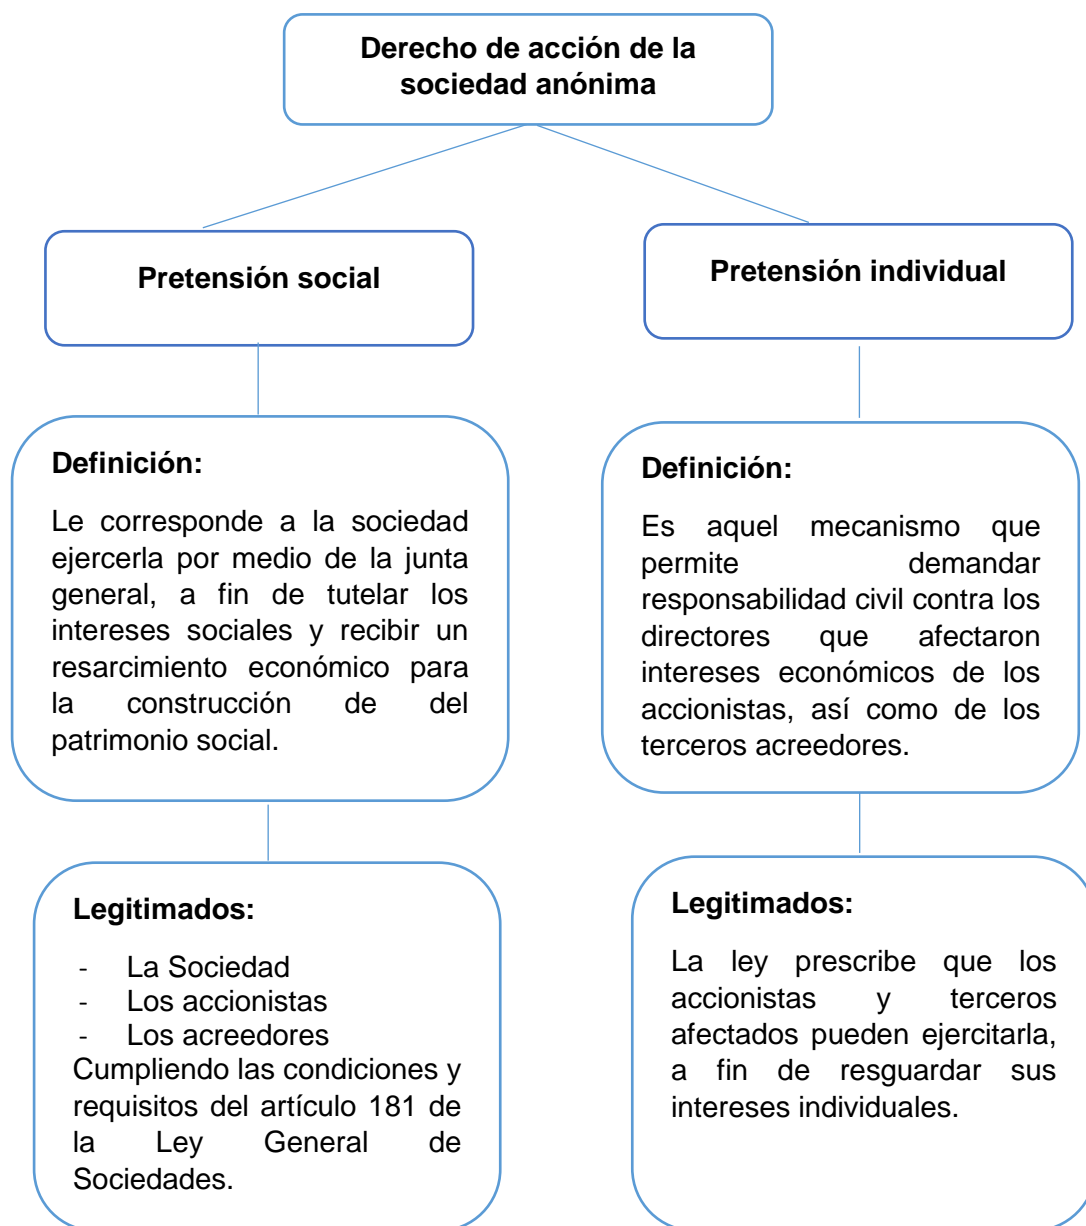 Derecho de acción de la
sociedad anónima
Pretensión social
Definición:
Le corresponde a la sociedad
ejercerla por medio de la junta
general, a fin de tutelar los
intereses sociales y recibir un
resarcimiento económico para
la construcción de del
patrimonio social.
Legitimados:
- La Sociedad
- Los accionistas
- Los acreedores
Cumpliendo las condiciones y
requisitos del artículo 181 de
la Ley General de
Sociedades.
Pretensión individual
Definición:
Es aquel mecanismo que
permite demandar
responsabilidad civil contra los
directores que afectaron
intereses económicos de los
accionistas, así como de los
terceros acreedores.
Legitimados:
La ley prescribe que los
accionistas y terceros
afectados pueden ejercitarla,
a fin de resguardar sus
intereses individuales.